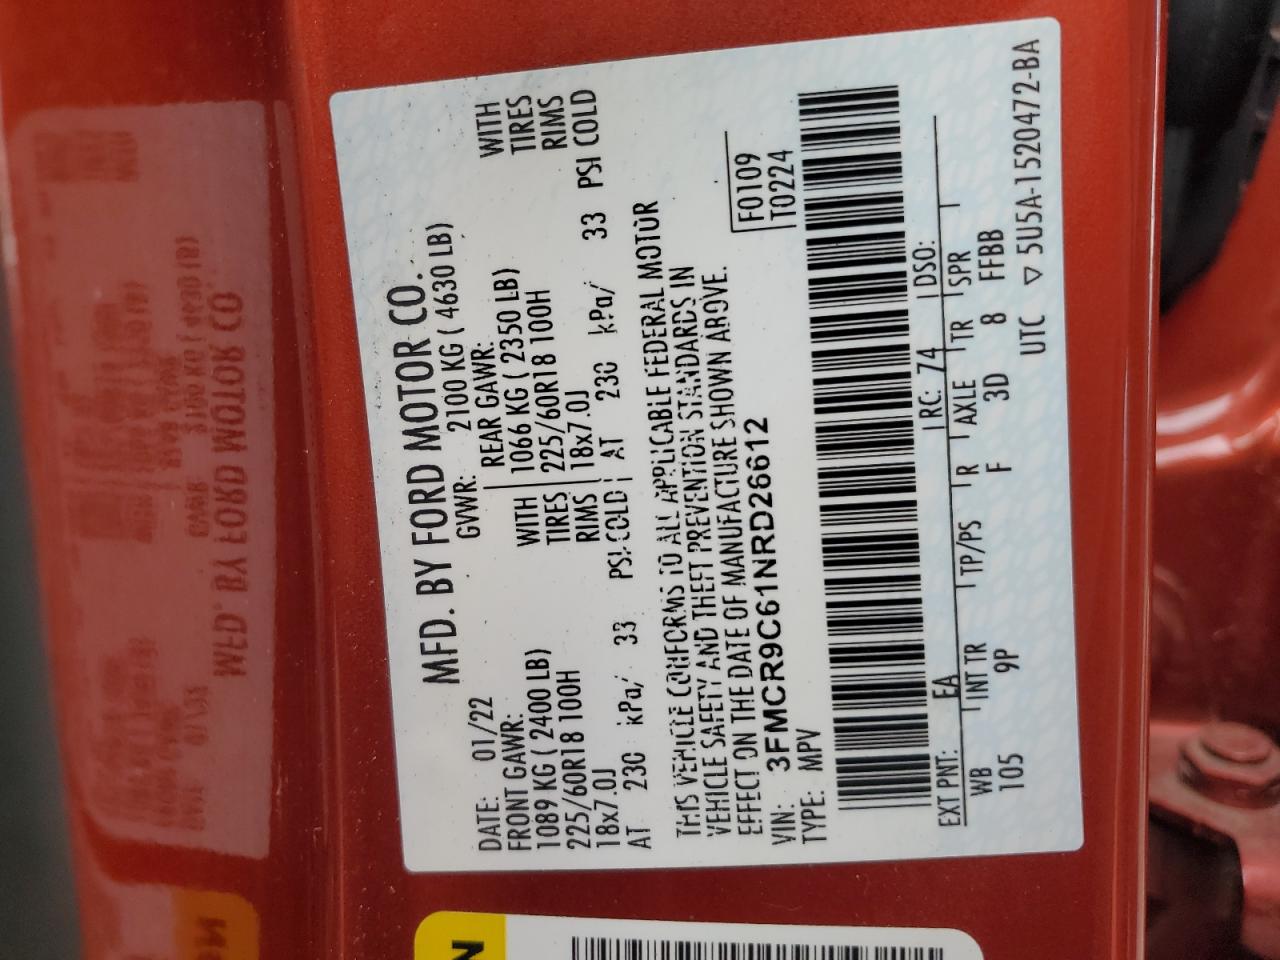 MFD. BY FORD MOTOR CO.
DATE: 01/22 GVWR: 2100 KG ( 4630 LB)
FRONT GAWR: REAR GAWR:
1089 KG ( 2400 LB) WITH 1066 KG ( 2350 LB) WITH
225/60R18 100H TIRES 225/60R18 100H TIRES
18x7.0J RIMS 18x7.0J RIMS
AT 230 kPa/ 33 PSI COLD AT 230 kPa/ 33 PSI COLD
THIS VEHICLE CONFORMS TO ALL APPLICABLE FEDERAL MOTOR
VEHICLE SAFETY AND THEFT PREVENTION STANDARDS IN
EFFECT ON THE DATE OF MANUFACTURE SHOWN ABOVE.
VIN: 3FMCR9C61NRD26612 F0109
TYPE: MPV T0224
EXT PNT: EA RC: 74 DSO:
WB INT TR TP/PS R AXLE TR SPR
105 9P F 3D 8 FFBB
UTC ▽ 5U5A-1520472-BA
N